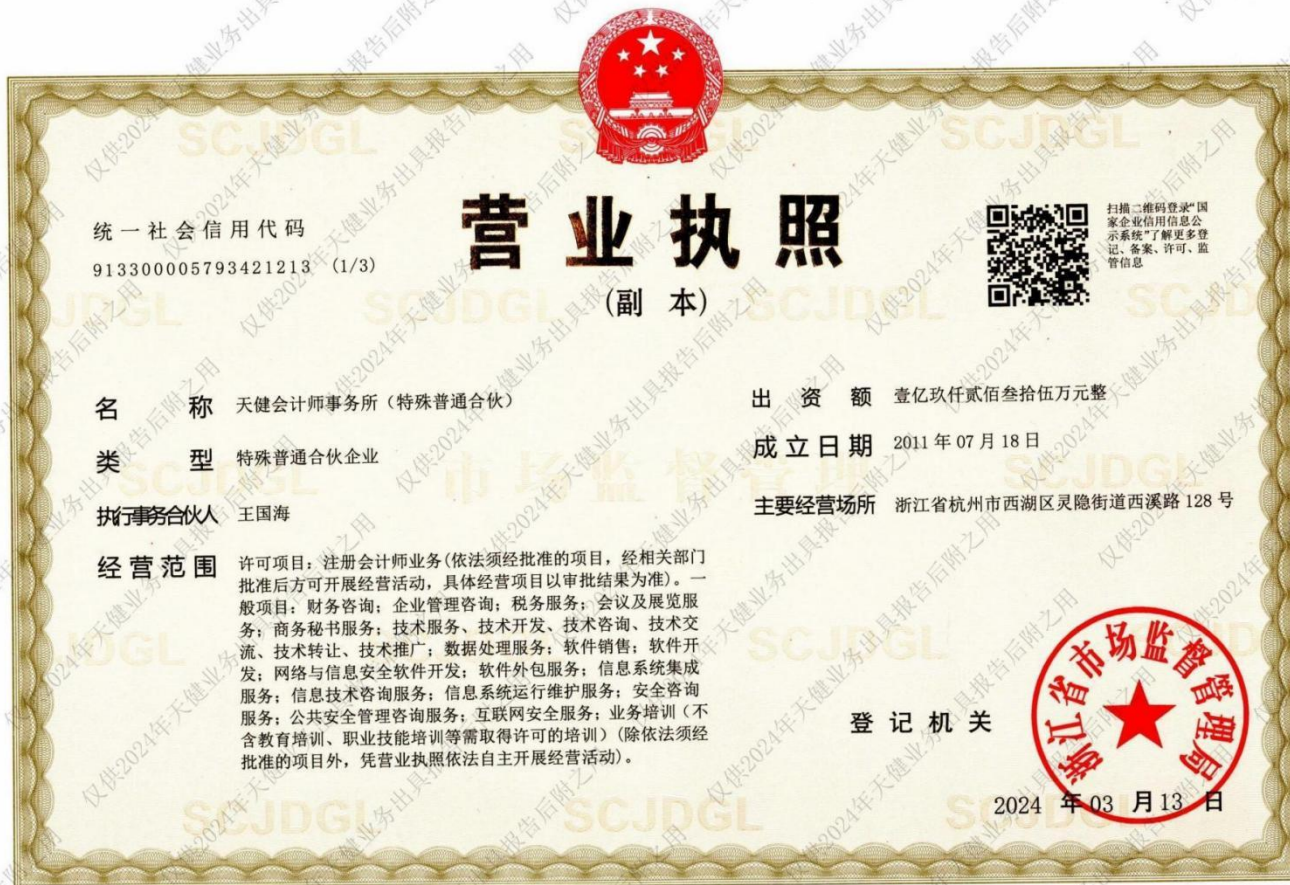 营业执照
(副 本)
统一社会信用代码
913300005793421213 (1/3)
扫描二维码登录“国
家企业信用信息公
示系统”了解更多登
记、备案、许可、监
管信息
名 称 天健会计师事务所（特殊普通合伙）
类 型 特殊普通合伙企业
执行事务合伙人 王国海
经营范围 许可项目：注册会计师业务(依法须经批准的项目，经相关部门
批准后方可开展经营活动，具体经营项目以审批结果为准)。一
般项目：财务咨询；企业管理咨询；税务服务；会议及展览服
务；商务秘书服务；技术服务、技术开发、技术咨询、技术交
流、技术转让、技术推广；数据处理服务；软件销售；软件开
发；网络与信息安全软件开发；软件外包服务；信息系统集成
服务；信息技术咨询服务；信息系统运行维护服务；安全咨询
服务；公共安全管理咨询服务；互联网安全服务；业务培训（不
含教育培训、职业技能培训等需取得许可的培训）(除依法须经
批准的项目外，凭营业执照依法自主开展经营活动)。
出 资 额 壹亿玖仟贰佰叁拾伍万元整
成立日期 2011 年 07 月 18 日
主要经营场所 浙江省杭州市西湖区灵隐街道西溪路 128 号
登记机关
浙江省市场监督管理局
2024 年 03 月 13 日
仅供2024年天健业务出具报告后附之用
SCJDGL
市场监督管理